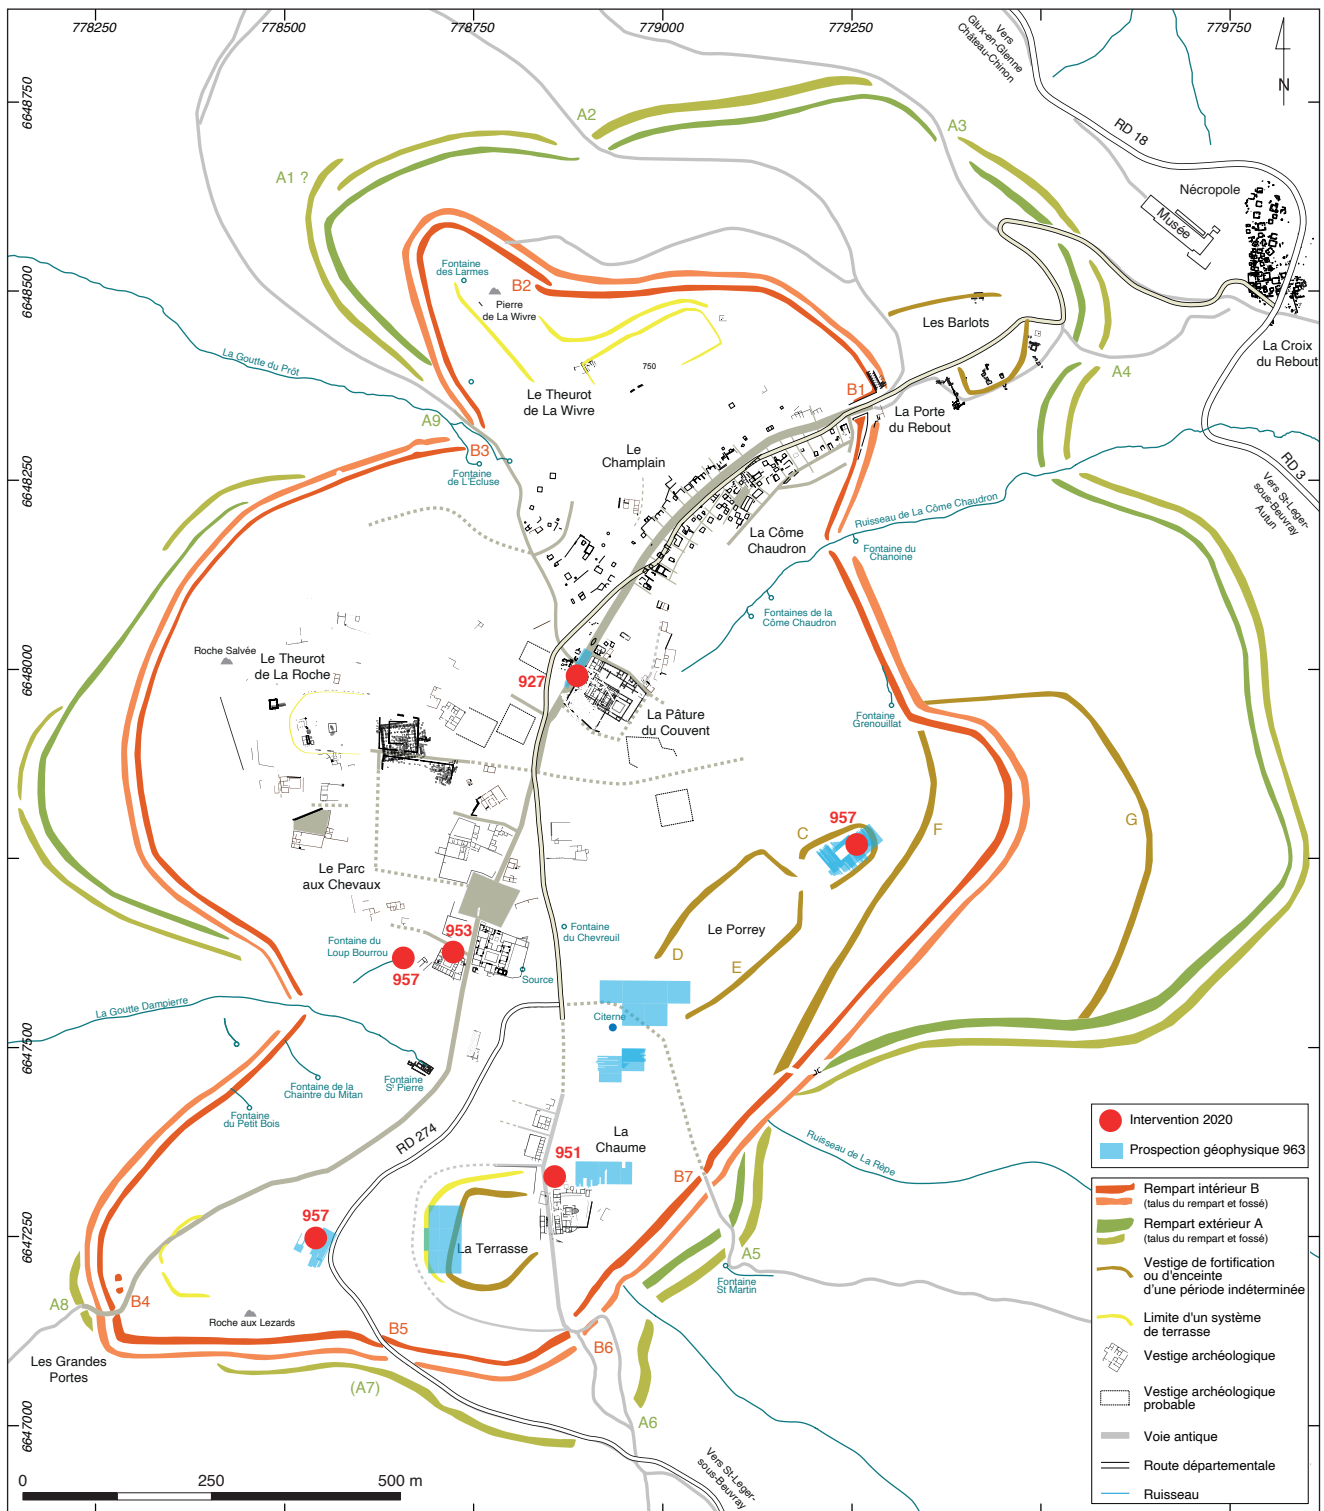 778250
778500
778750
779000
779250
779750
6648750
6648500
6648250
6648000
6647500
6647250
6647000
Vers
Glux-en-Glenne
Château-Chinon
N
RD 18
A2
A3
A1 ?
Nécropole
Musée
Fontaine
des Larmes
B2
Pierre
de La Wivre
Les Barlots
La Croix
du Rebout
La Goutte du Prôt
750
A4
Le Theurot
de La Wivre
B1
La Porte
du Rebout
A9
B3
Le
Champlain
Fontaine
de L'Ecluse
RD 3
Vers St-Leger-
sous-Beuvray
Autun
Ruisseau de La Côme Chaudron
La Côme
Chaudron
Fontaine du
Chanoine
Fontaines de la
Côme Chaudron
Roche Salvée
Le Theurot
de La Roche
927
La Pâture
du Couvent
Fontaine
Grenouillat
957
C
F
G
Le Parc
aux Chevaux
953
Fontaine du
Loup Bourrou
957
Fontaine
du Chevreuil
Le Porrey
D
E
Source
La Goutte Dampierre
Citerne
Fontaine
St Pierre
Fontaine de la
Chaintre du Mitan
Fontaine
du Petit Bois
RD 274
La
Chaume
951
Ruisseau de La Rèpe
B7
957
La Terrasse
A5
Fontaine
St Martin
A8
B4
Roche aux Lezards
B5
B6
Les Grandes
Portes
(A7)
A6
Vers St-Leger-
sous-Beuvray
0
250
500 m
Intervention 2020
Prospection géophysique 963
Rempart intérieur B
(talus du rempart et fossé)
Rempart extérieur A
(talus du rempart et fossé)
Vestige de fortification
ou d'enceinte
d'une période indéterminée
Limite d'un système
de terrasse
Vestige archéologique
Vestige archéologique
probable
Voie antique
Route départementale
Ruisseau